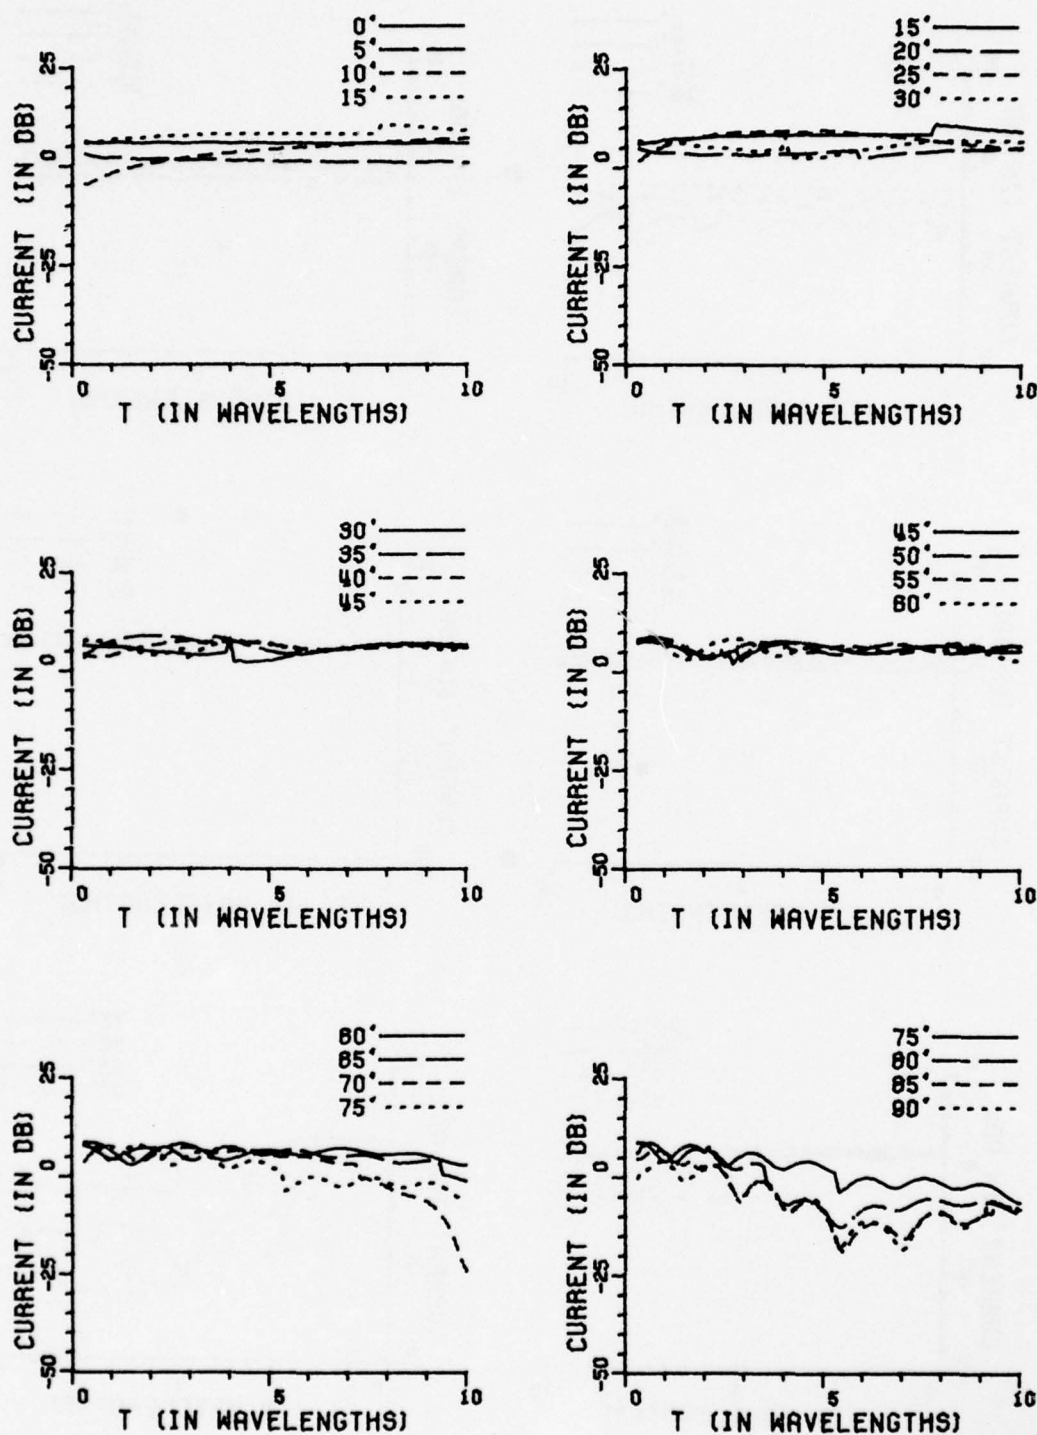 0°
5°
10°
15°
25
0
-25
-50
CURRENT (IN DB)
0 5 10
T (IN WAVELENGTHS)
15°
20°
25°
30°
25
0
-25
-50
CURRENT (IN DB)
0 5 10
T (IN WAVELENGTHS)
30°
35°
40°
45°
25
0
-25
-50
CURRENT (IN DB)
0 5 10
T (IN WAVELENGTHS)
45°
50°
55°
60°
25
0
-25
-50
CURRENT (IN DB)
0 5 10
T (IN WAVELENGTHS)
60°
65°
70°
75°
25
0
-25
-50
CURRENT (IN DB)
0 5 10
T (IN WAVELENGTHS)
75°
80°
85°
90°
25
0
-25
-50
CURRENT (IN DB)
0 5 10
T (IN WAVELENGTHS)